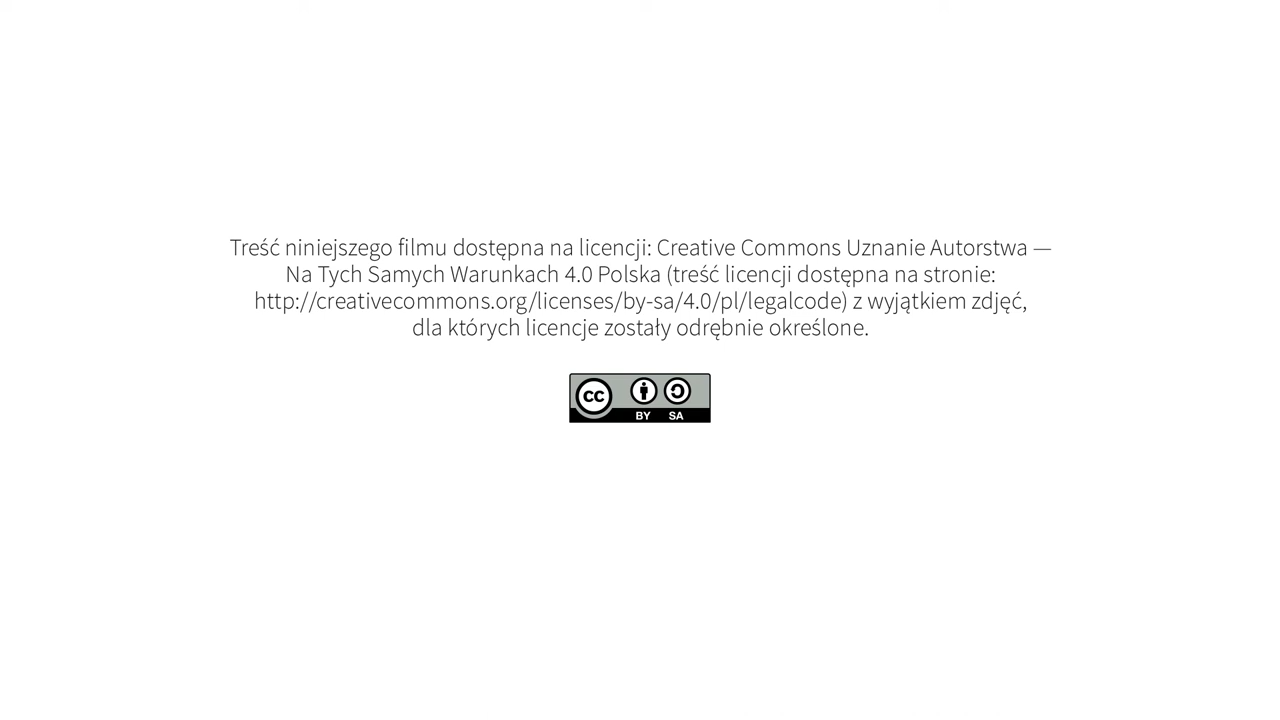 Treść niniejszego filmu dostępna na licencji: Creative Commons Uznanie Autorstwa —
Na Tych Samych Warunkach 4.0 Polska (treść licencji dostępna na stronie:
http://creativecommons.org/licenses/by-sa/4.0/pl/legalcode) z wyjątkiem zdjęć,
dla których licencje zostały odrębnie określone.
cc
BY SA